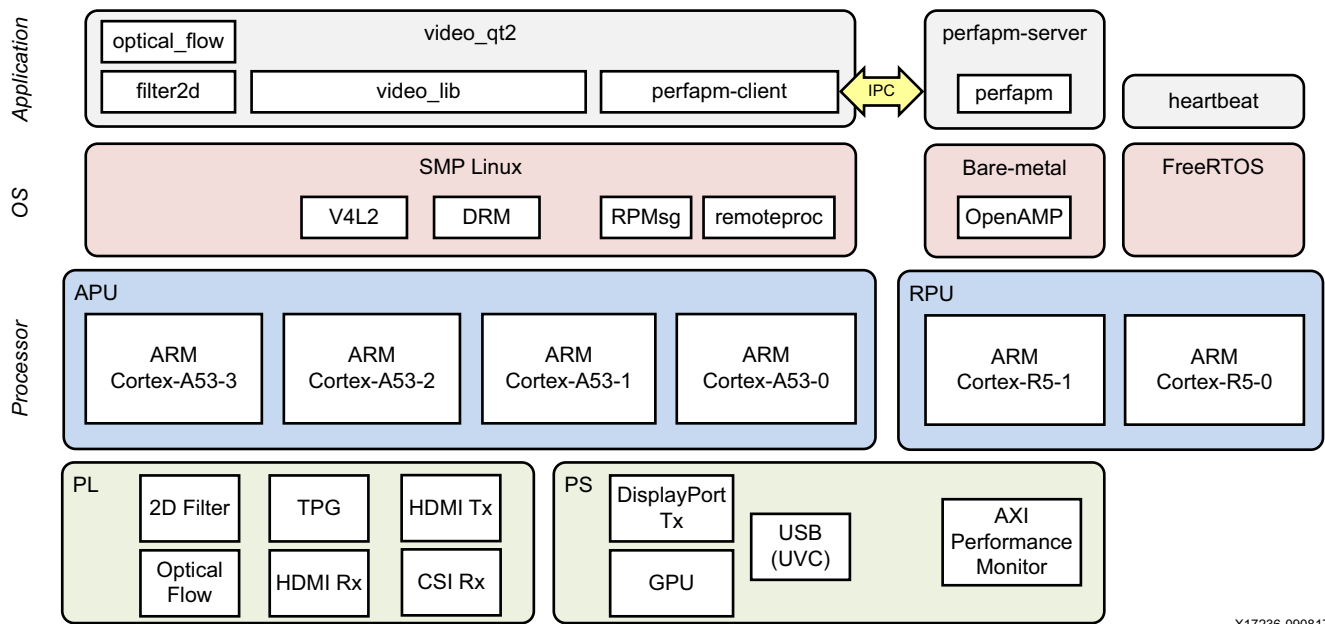 Application
optical_flow
video_qt2
filter2d
video_lib
perfapm-client
IPC
perfapm-server
perfapm
heartbeat
OS
SMP Linux
V4L2
DRM
RPMsg
remoteproc
Bare-metal
OpenAMP
FreeRTOS
Processor
APU
ARM
Cortex-A53-3
ARM
Cortex-A53-2
ARM
Cortex-A53-1
ARM
Cortex-A53-0
RPU
ARM
Cortex-R5-1
ARM
Cortex-R5-0
PL
2D Filter
TPG
HDMI Tx
Optical
Flow
HDMI Rx
CSI Rx
PS
DisplayPort
Tx
GPU
USB
(UVC)
AXI
Performance
Monitor
X17236-090817